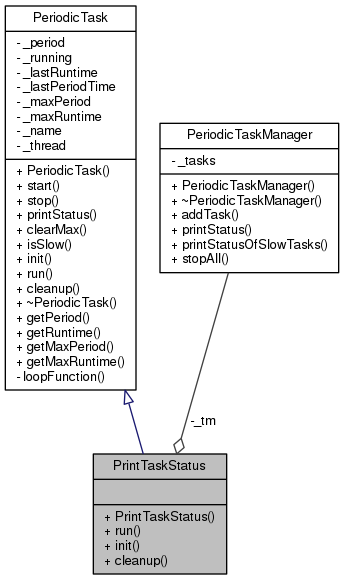 PeriodicTask
- _period
- _running
- _lastRuntime
- _lastPeriodTime
- _maxPeriod
- _maxRuntime
- _name
- _thread
+ PeriodicTask()
+ start()
+ stop()
+ printStatus()
+ clearMax()
+ isSlow()
+ init()
+ run()
+ cleanup()
+ ~PeriodicTask()
+ getPeriod()
+ getRuntime()
+ getMaxPeriod()
+ getMaxRuntime()
- loopFunction()
PeriodicTaskManager
- _tasks
+ PeriodicTaskManager()
+ ~PeriodicTaskManager()
+ addTask()
+ printStatus()
+ printStatusOfSlowTasks()
+ stopAll()
-_tm
PrintTaskStatus
+ PrintTaskStatus()
+ run()
+ init()
+ cleanup()